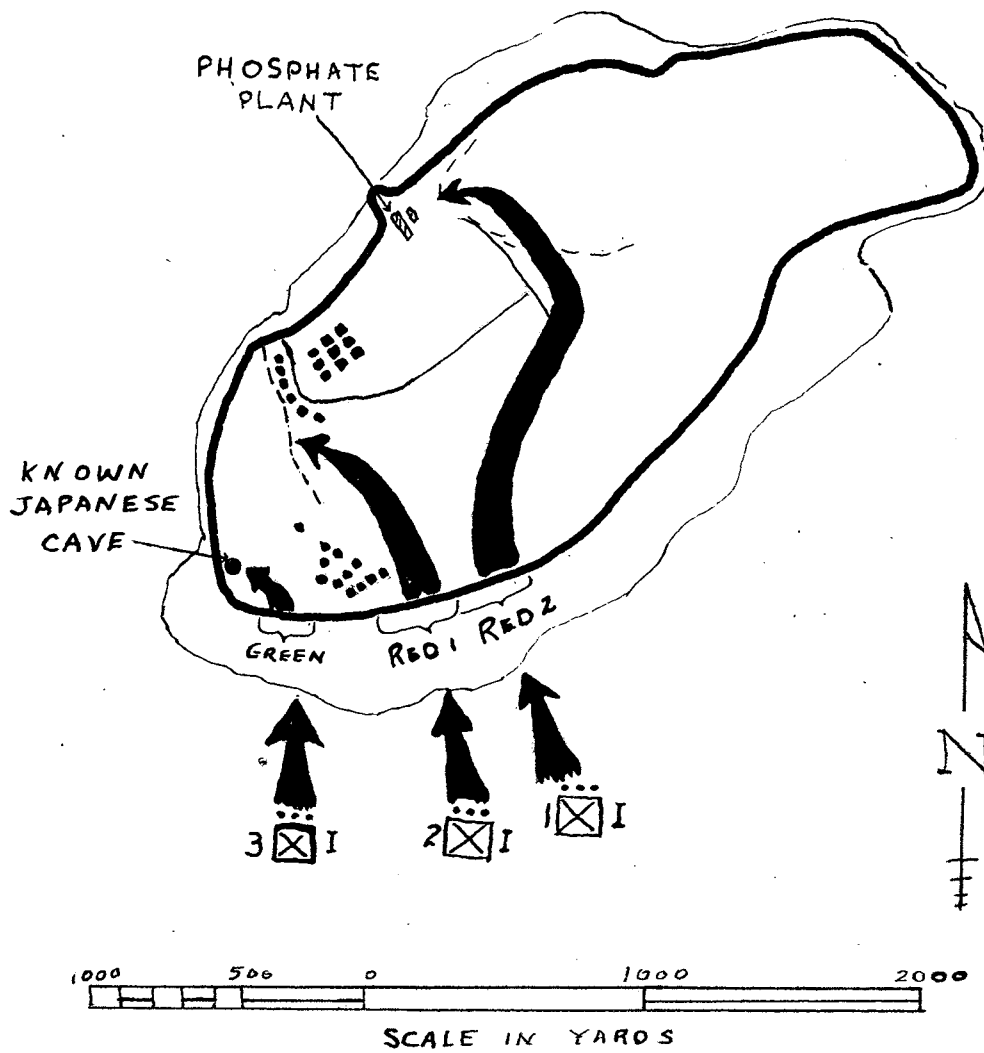 PHOSPHATE
PLANT
KNOWN
JAPANESE
CAVE
GREEN
RED 1
RED 2
N
3 I
2 I
1 I
1000 500 0 1000 2000
SCALE IN YARDS